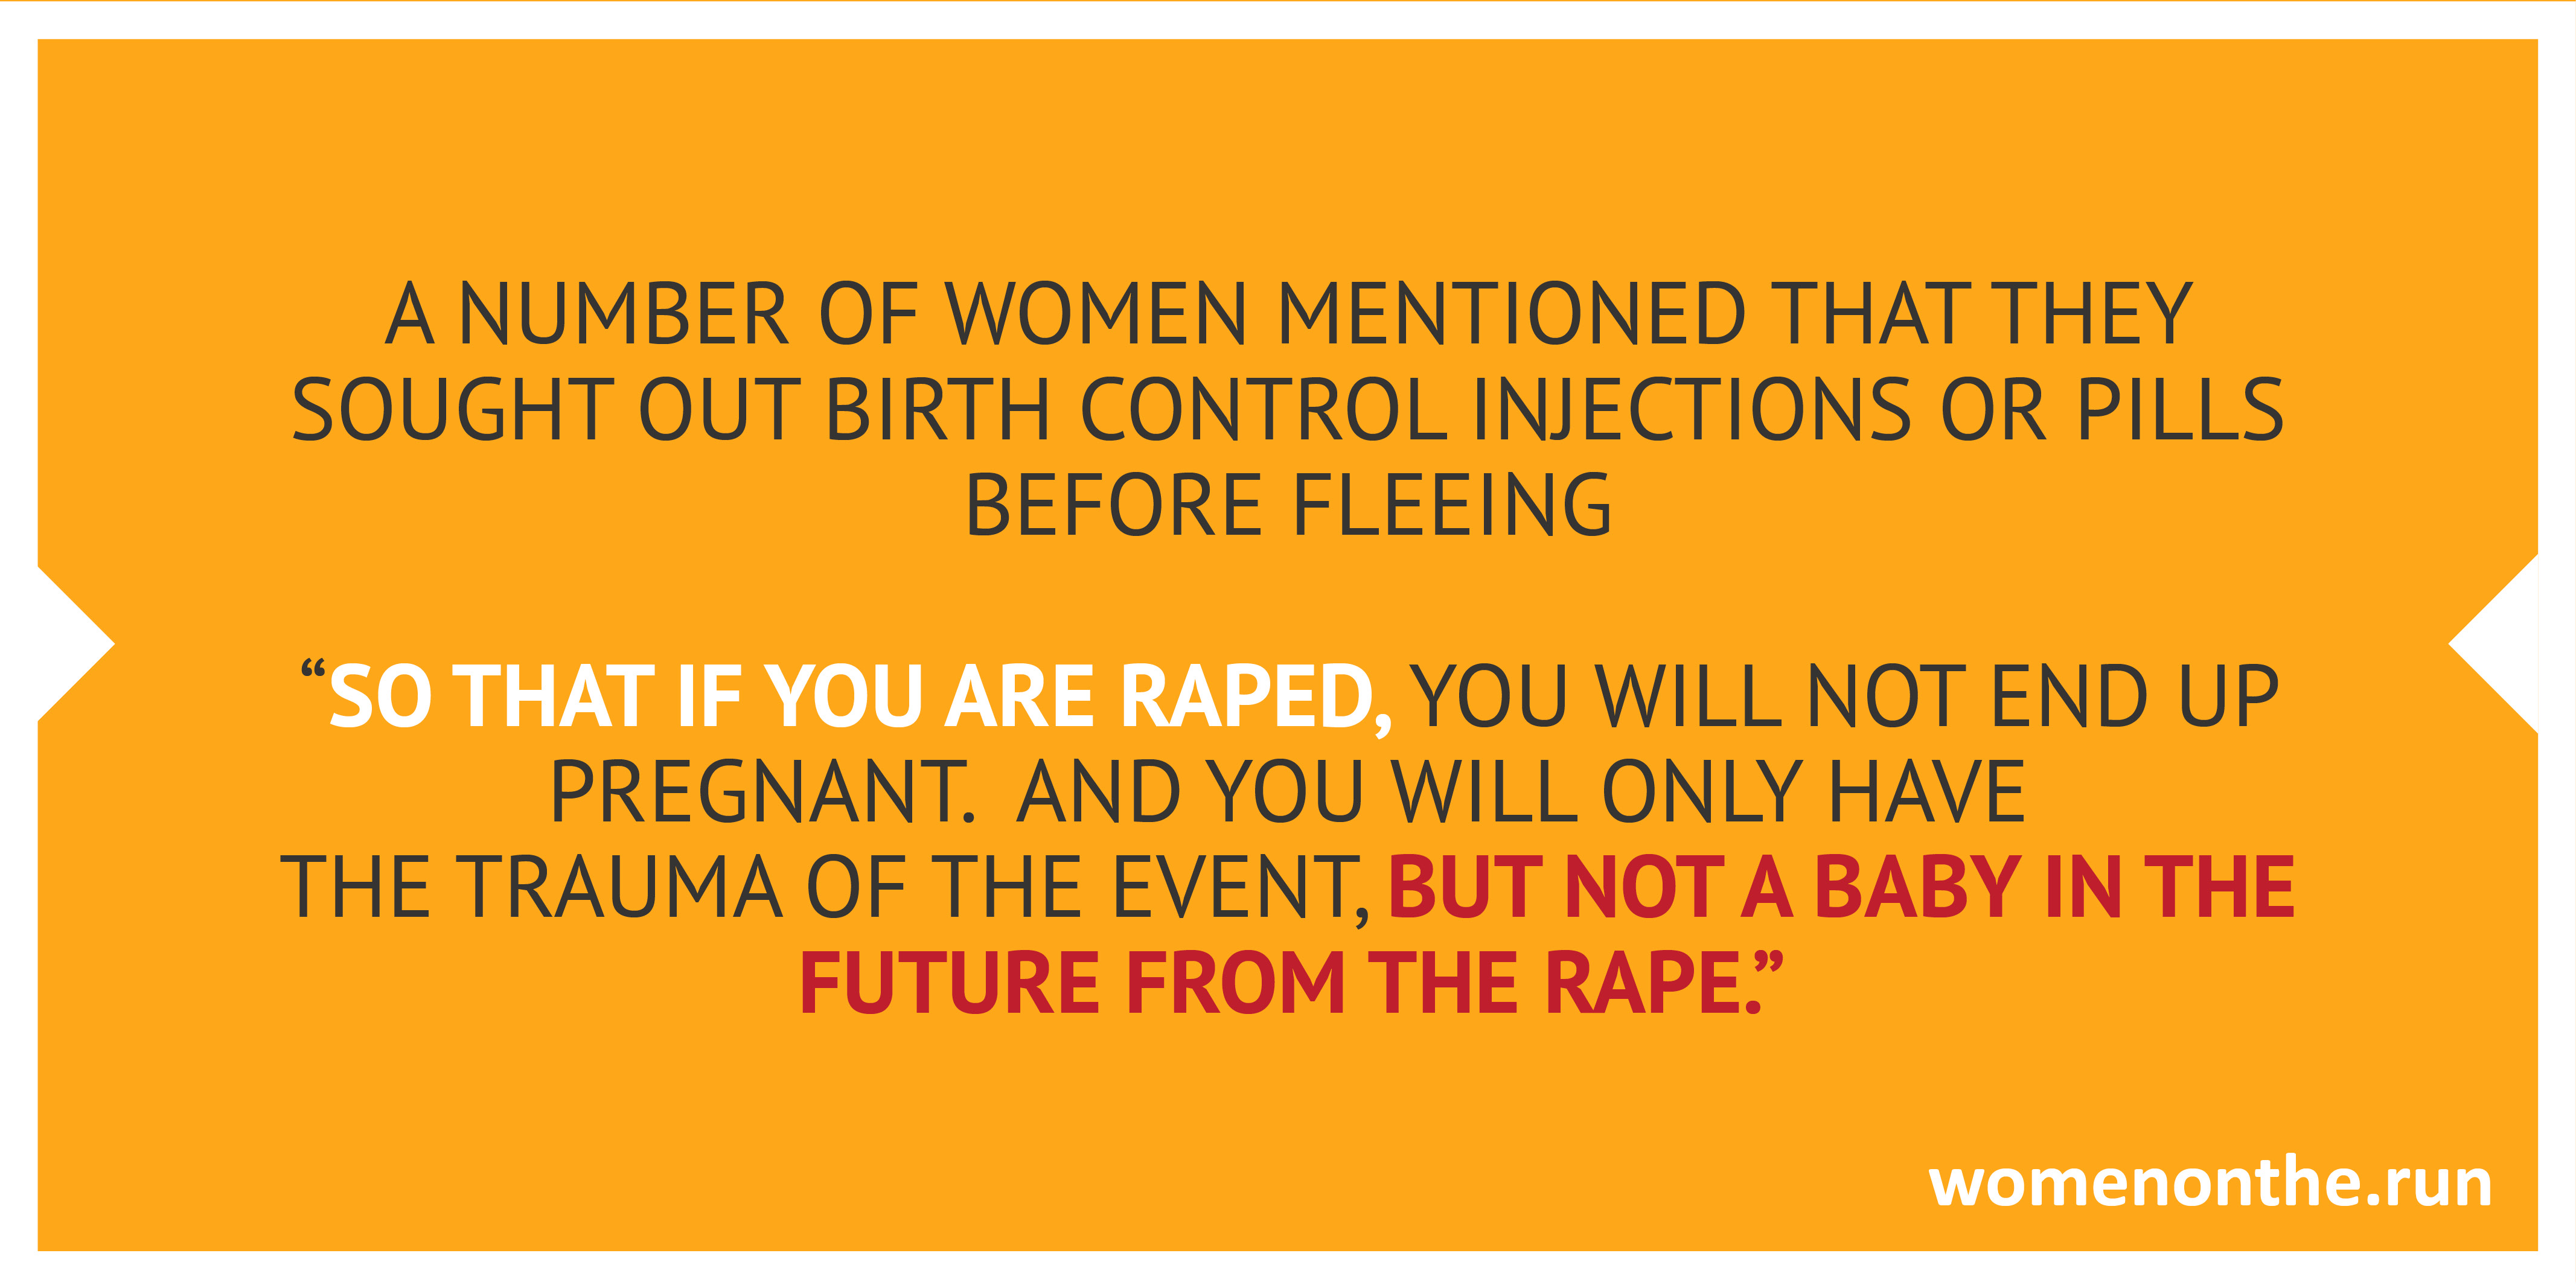 A NUMBER OF WOMEN MENTIONED THAT THEY
SOUGHT OUT BIRTH CONTROL INJECTIONS OR PILLS
BEFORE FLEEING
“SO THAT IF YOU ARE RAPED, YOU WILL NOT END UP
PREGNANT.  AND YOU WILL ONLY HAVE
THE TRAUMA OF THE EVENT, BUT NOT A BABY IN THE
FUTURE FROM THE RAPE.”
womenonthe.run